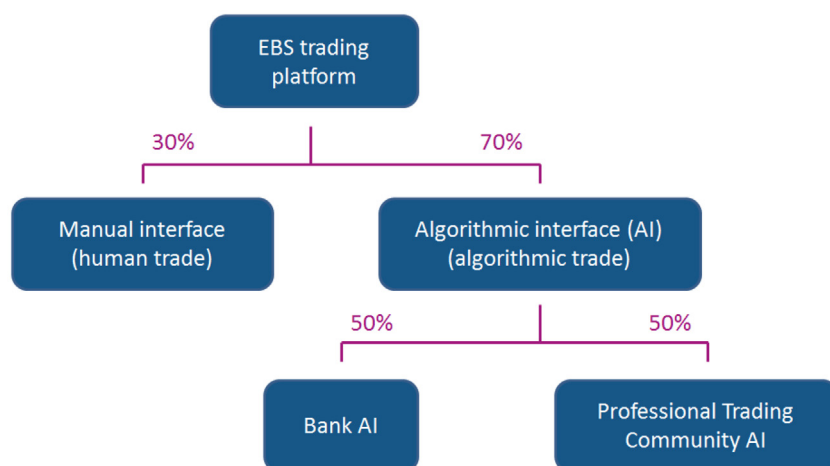 EBS trading
platform
30%
70%
Manual interface
(human trade)
Algorithmic interface (AI)
(algorithmic trade)
50%
50%
Bank AI
Professional Trading
Community AI